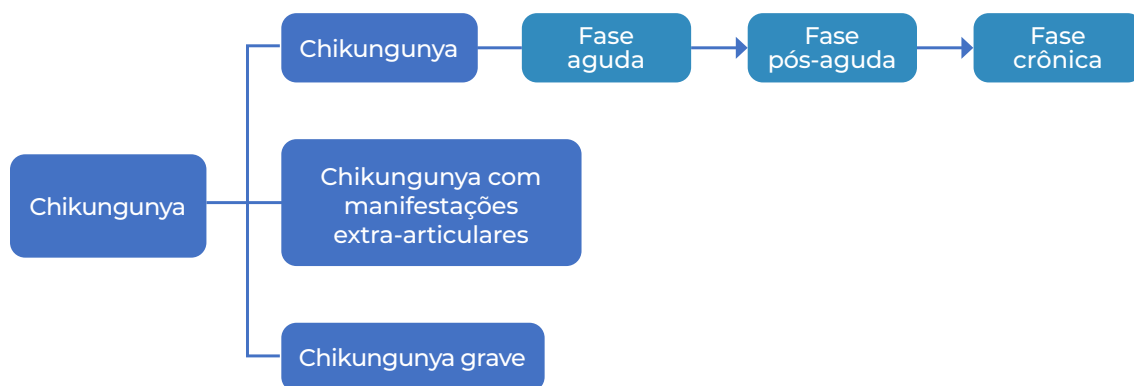 Chikungunya
Fase
aguda
Fase
pós-aguda
Fase
crônica
Chikungunya
Chikungunya com
manifestações
extra-articulares
Chikungunya grave